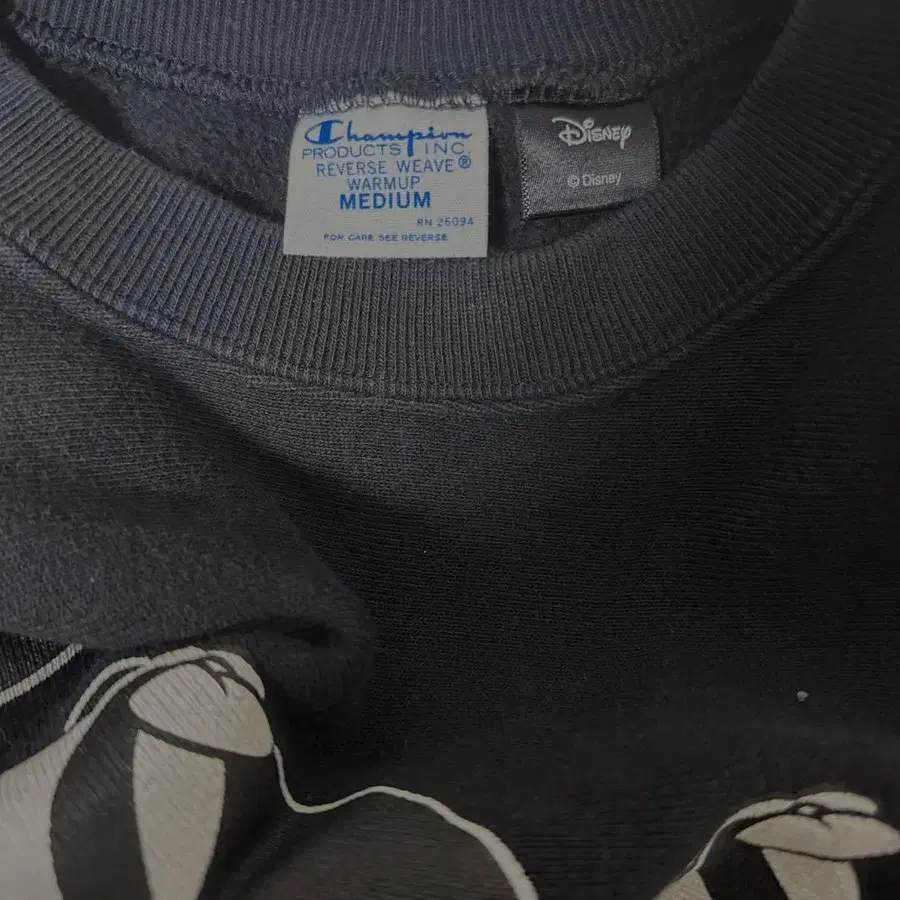 Champion
PRODUCTS INC.
REVERSE WEAVE®
WARMUP
MEDIUM
RN 26094
FOR CARE SEE REVERSE
Disney
© Disney